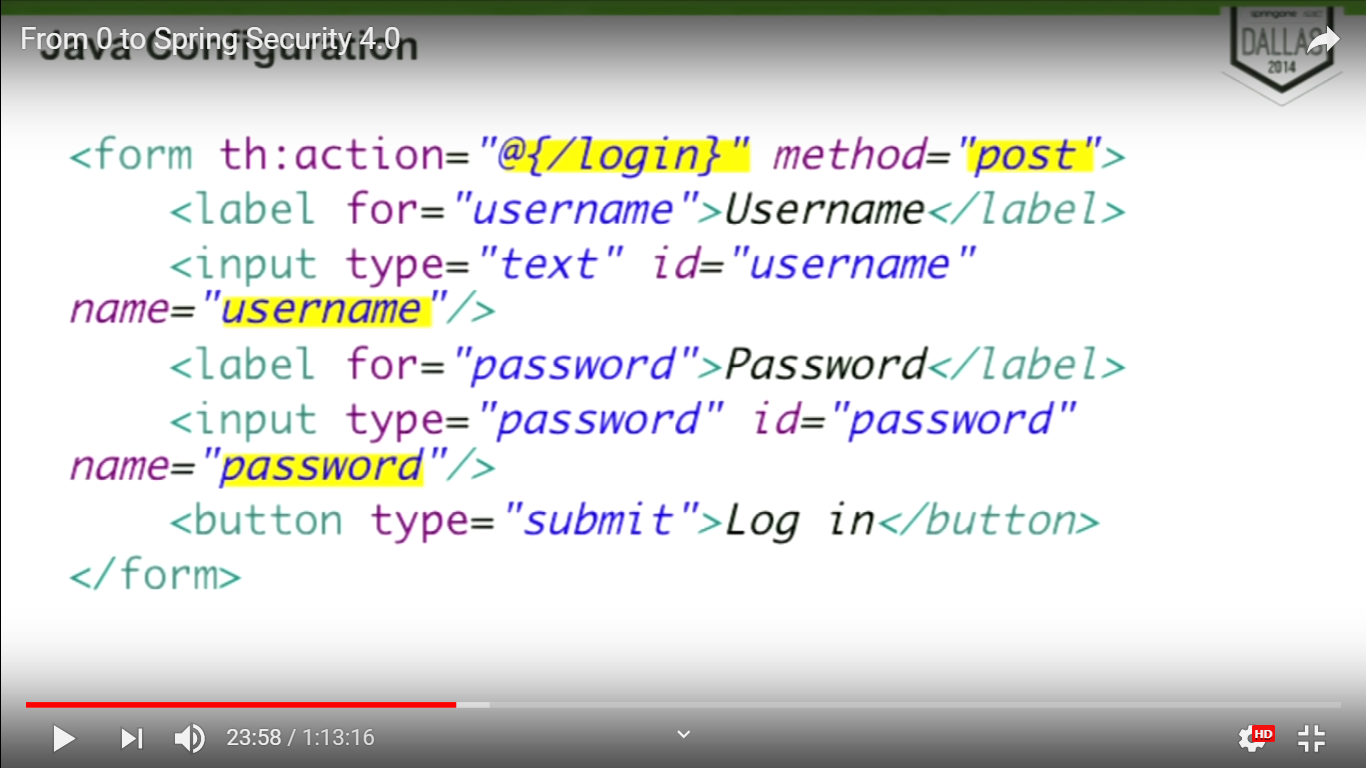 From 0 to Spring Security 4.0
Java Configuration
springone
DALLAS
2014
<form th:action="@{/login}" method="post">
<label for="username">Username</label>
<input type="text" id="username"
name="username"/>
<label for="password">Password</label>
<input type="password" id="password"
name="password"/>
<button type="submit">Log in</button>
</form>
23:58 / 1:13:16
HD